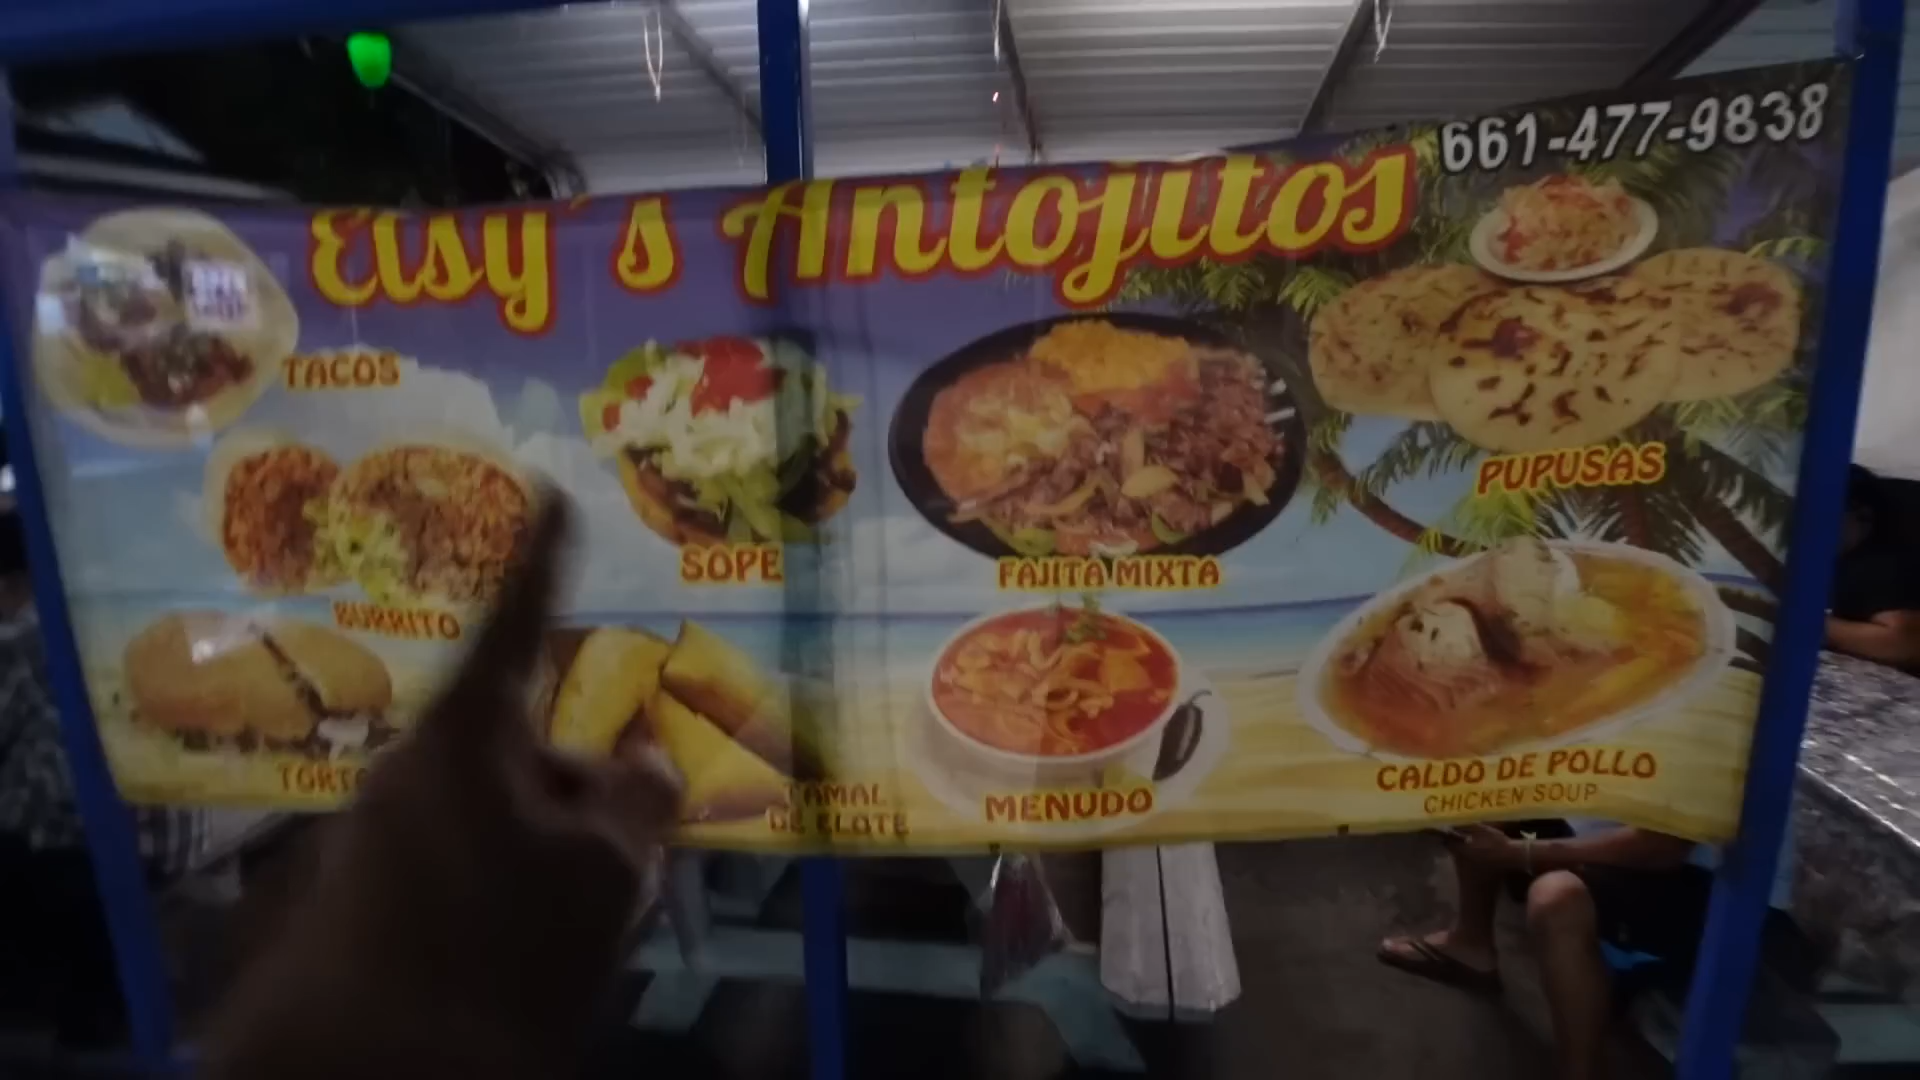 661-477-9838
Elsy's Antojitos
TACOS
PUPUSAS
SOPE
FAJITA MIXTA
BURRITO
TORTA
TAMAL
DE ELOTE
MENUDO
CALDO DE POLLO
CHICKEN SOUP